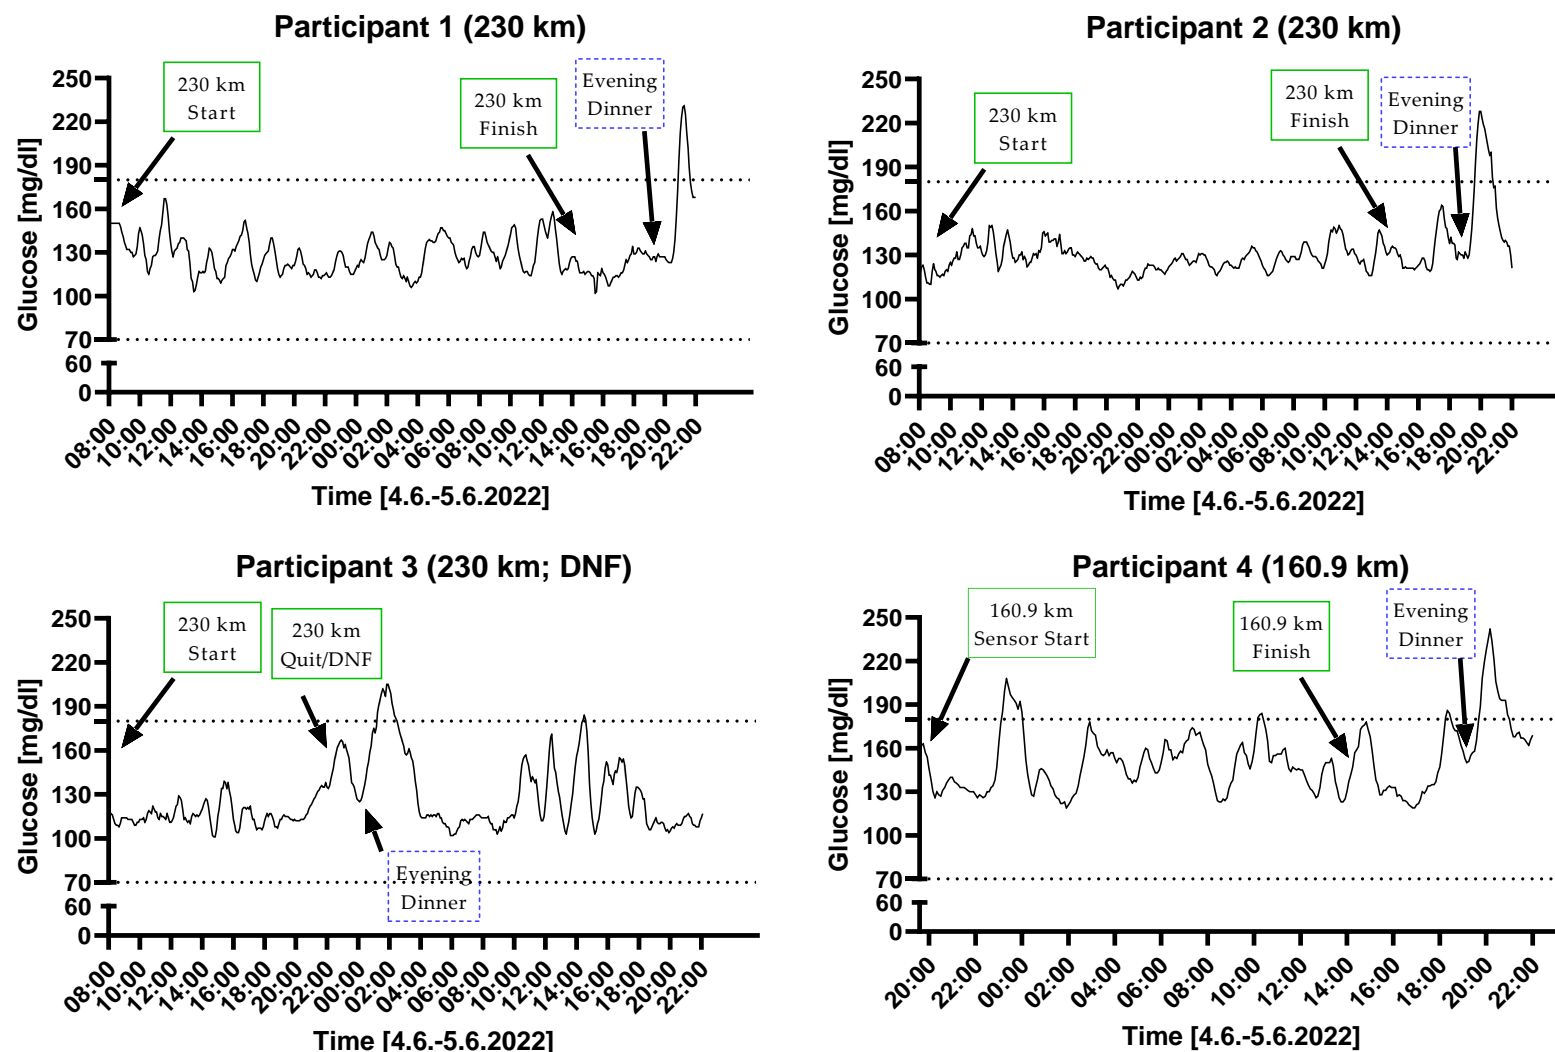 Participant 1 (230 km)
Glucose [mg/dl]
250
220
190
160
130
100
70
60
0
230 km
Start
230 km
Finish
Evening
Dinner
08:00 10:00 12:00 14:00 16:00 18:00 20:00 22:00 00:00 02:00 04:00 06:00 08:00 10:00 12:00 14:00 16:00 18:00 20:00 22:00
Time [4.6.-5.6.2022]
Participant 2 (230 km)
Glucose [mg/dl]
250
220
190
160
130
100
70
60
0
230 km
Start
230 km
Finish
Evening
Dinner
08:00 10:00 12:00 14:00 16:00 18:00 20:00 22:00 00:00 02:00 04:00 06:00 08:00 10:00 12:00 14:00 16:00 18:00 20:00 22:00
Time [4.6.-5.6.2022]
Participant 3 (230 km; DNF)
Glucose [mg/dl]
250
220
190
160
130
100
70
60
0
230 km
Start
230 km
Quit/DNF
Evening
Dinner
08:00 10:00 12:00 14:00 16:00 18:00 20:00 22:00 00:00 02:00 04:00 06:00 08:00 10:00 12:00 14:00 16:00 18:00 20:00 22:00
Time [4.6.-5.6.2022]
Participant 4 (160.9 km)
Glucose [mg/dl]
250
220
190
160
130
100
70
60
0
160.9 km
Sensor Start
160.9 km
Finish
Evening
Dinner
20:00 22:00 00:00 02:00 04:00 06:00 08:00 10:00 12:00 14:00 16:00 18:00 20:00 22:00
Time [4.6.-5.6.2022]